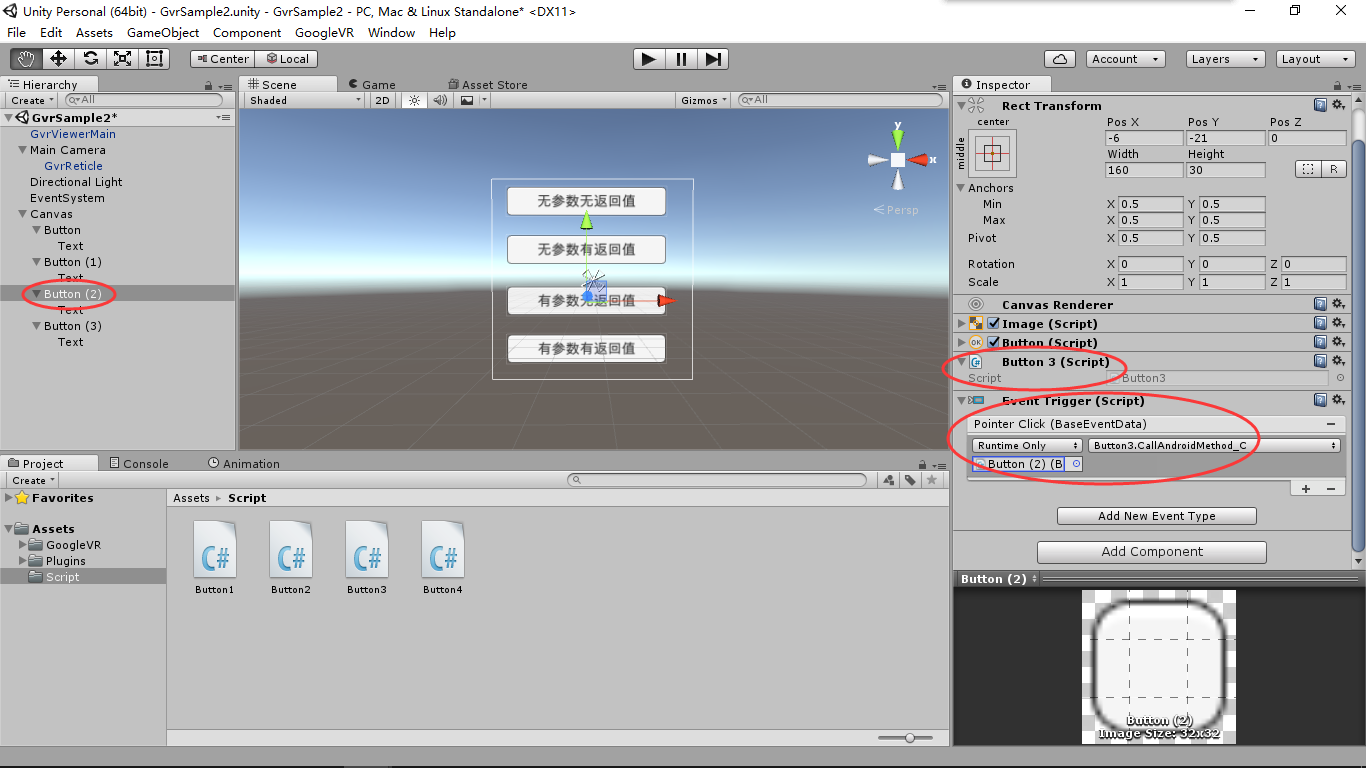 Unity Personal (64bit) - GvrSample2.unity - GvrSample2 - PC, Mac & Linux Standalone* <DX11>
File Edit Assets GameObject Component GoogleVR Window Help
Center Local Account Layers Layout
Hierarchy
Create All
GvrSample2*
GvrViewerMain
Main Camera
GvrReticle
Directional Light
EventSystem
Canvas
Button
Text
Button (1)
Text
Button (2)
Text
Button (3)
Text
Scene Game Asset Store
Shaded 2D Gizmos All
y
x
Persp
无参数无返回值
无参数有返回值
有参数无返回值
有参数有返回值
Inspector
Rect Transform
center
middle
Pos X Pos Y Pos Z
-6 -21 0
Width Height
160 30 R
Anchors
Min X 0.5 Y 0.5
Max X 0.5 Y 0.5
Pivot X 0.5 Y 0.5
Rotation X 0 Y 0 Z 0
Scale X 1 Y 1 Z 1
Canvas Renderer
Image (Script)
OK Button (Script)
C# Button 3 (Script)
Script Button3
Event Trigger (Script)
Pointer Click (BaseEventData)
Runtime Only Button3.CallAndroidMethod_C
Button (2) (B
Add New Event Type
Add Component
Button (2)
Button (2)
Image Size: 32x32
Project Console Animation
Create
Favorites
Assets
GoogleVR
Plugins
Script
Assets Script
C# C# C# C#
Button1 Button2 Button3 Button4